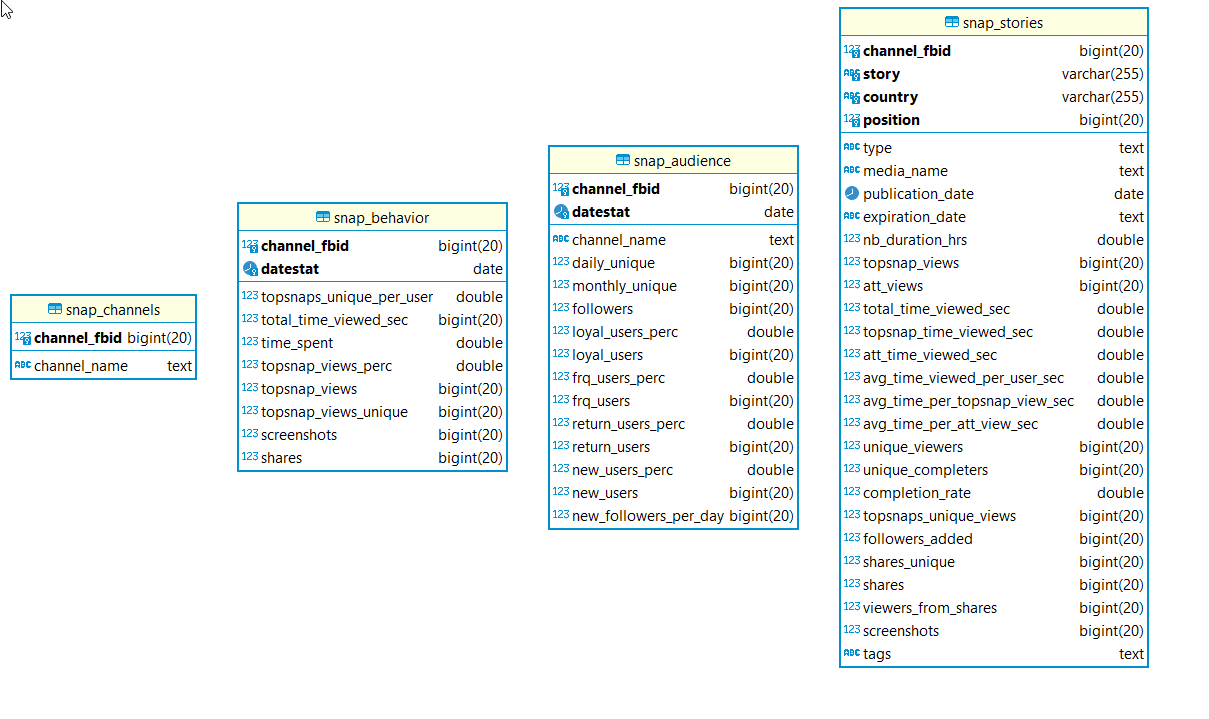 snap_channels
channel_fbid bigint(20)
channel_name text
snap_behavior
channel_fbid bigint(20)
datestat date
topsnaps_unique_per_user double
total_time_viewed_sec bigint(20)
time_spent double
topsnap_views_perc double
topsnap_views bigint(20)
topsnap_views_unique bigint(20)
screenshots bigint(20)
shares bigint(20)
snap_audience
channel_fbid bigint(20)
datestat date
channel_name text
daily_unique bigint(20)
monthly_unique bigint(20)
followers bigint(20)
loyal_users_perc double
loyal_users bigint(20)
frq_users_perc double
frq_users bigint(20)
return_users_perc double
return_users bigint(20)
new_users_perc double
new_users bigint(20)
new_followers_per_day bigint(20)
snap_stories
channel_fbid bigint(20)
story varchar(255)
country varchar(255)
position bigint(20)
type text
media_name text
publication_date date
expiration_date text
nb_duration_hrs double
topsnap_views bigint(20)
att_views bigint(20)
total_time_viewed_sec double
topsnap_time_viewed_sec double
att_time_viewed_sec double
avg_time_viewed_per_user_sec double
avg_time_per_topsnap_view_sec double
avg_time_per_att_view_sec double
unique_viewers bigint(20)
unique_completers bigint(20)
completion_rate double
topsnaps_unique_views bigint(20)
followers_added bigint(20)
shares_unique bigint(20)
shares bigint(20)
viewers_from_shares bigint(20)
screenshots bigint(20)
tags text